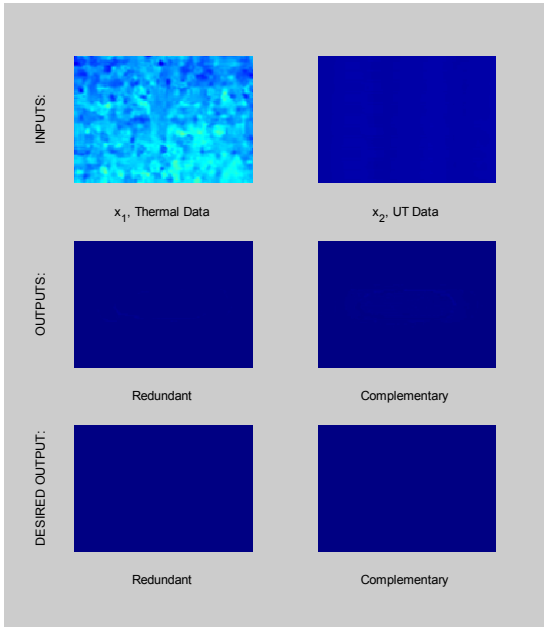 INPUTS:
x1, Thermal Data
x2, UT Data
OUTPUTS:
Redundant
Complementary
DESIRED OUTPUT:
Redundant
Complementary